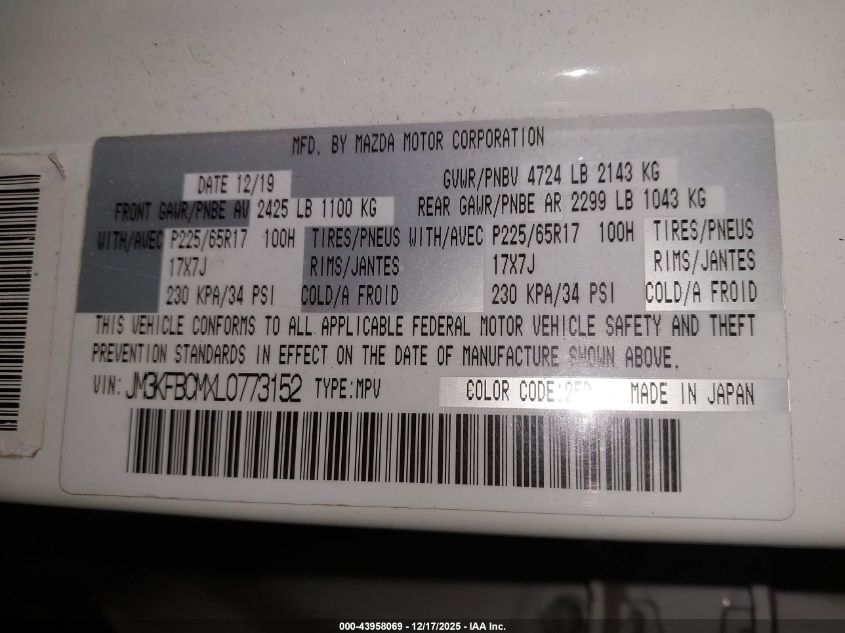 MFD. BY MAZDA MOTOR CORPORATION
DATE 12/19 GVWR/PNBV 4724 LB 2143 KG
FRONT GAWR/PNBE AV 2425 LB 1100 KG REAR GAWR/PNBE AR 2299 LB 1043 KG
WITH/AVEC P225/65R17 100H TIRES/PNEUS WITH/AVEC P225/65R17 100H TIRES/PNEUS
17X7J RIMS/JANTES 17X7J RIMS/JANTES
230 KPA/34 PSI COLD/A FROID 230 KPA/34 PSI COLD/A FROID
THIS VEHICLE CONFORMS TO ALL APPLICABLE FEDERAL MOTOR VEHICLE SAFETY AND THEFT
PREVENTION STANDARDS IN EFFECT ON THE DATE OF MANUFACTURE SHOWN ABOVE.
VIN: JM3KFBCMXL0773152 TYPE:MPV COLOR CODE: MADE IN JAPAN
000-43958069 - 12/17/2025 - IAA Inc.